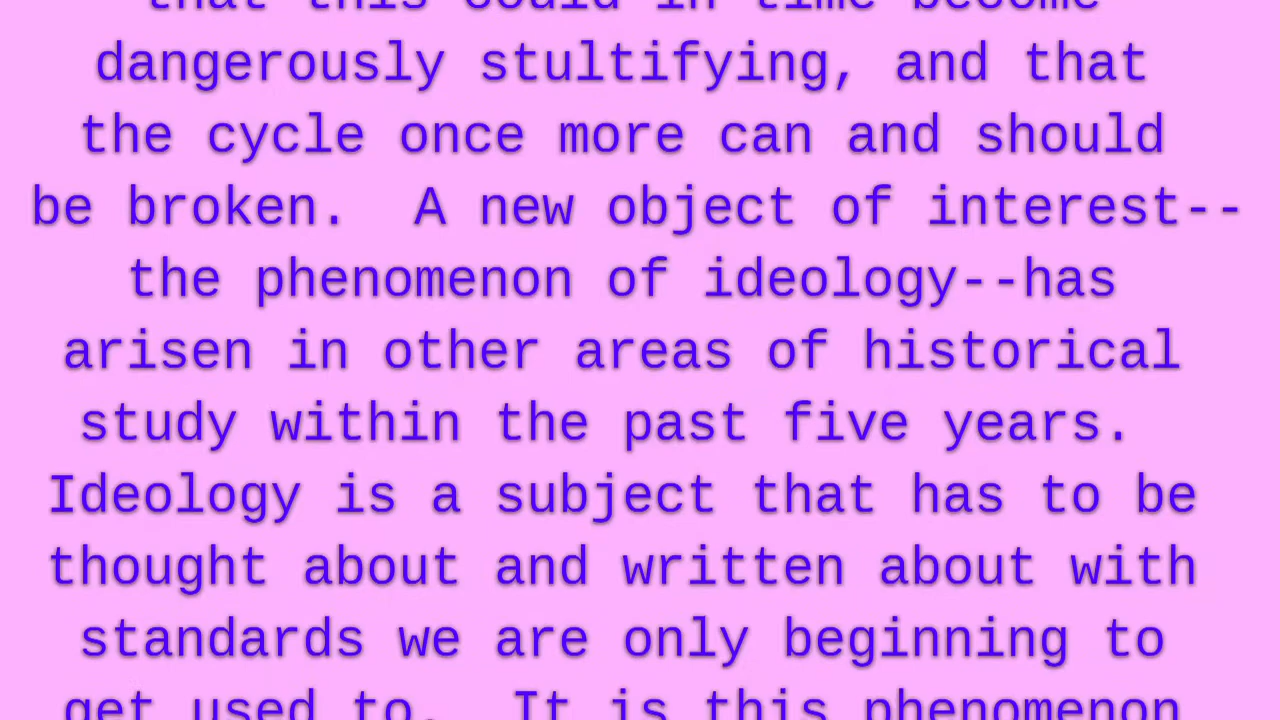 that this could in time become
dangerously stultifying, and that
the cycle once more can and should
be broken.  A new object of interest--
the phenomenon of ideology--has
arisen in other areas of historical
study within the past five years.
Ideology is a subject that has to be
thought about and written about with
standards we are only beginning to
get used to.  It is this phenomenon